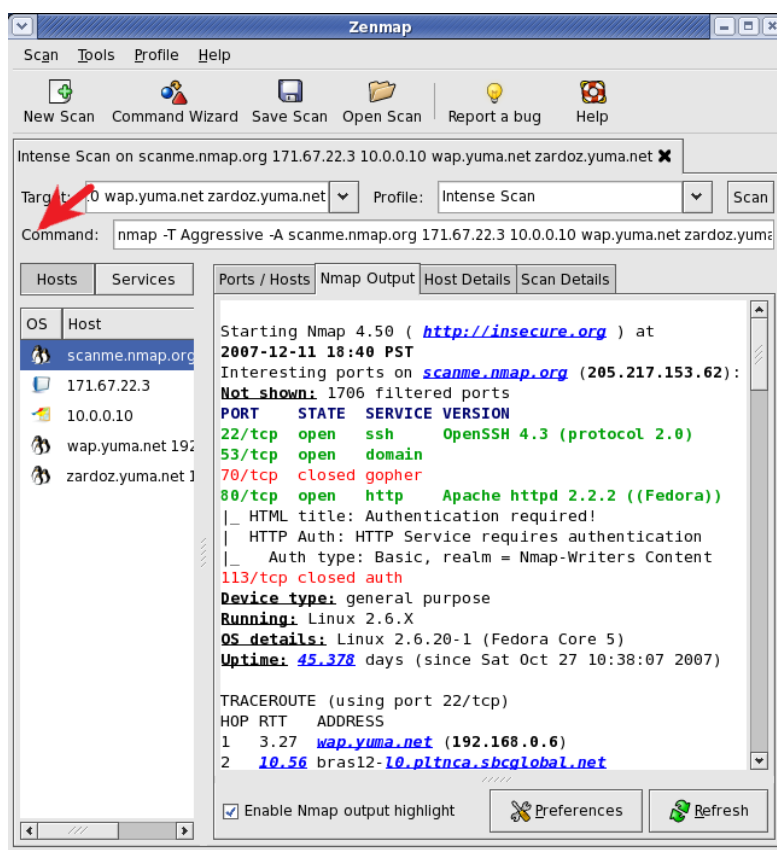 Zenmap
Scan Tools Profile Help
New Scan Command Wizard Save Scan Open Scan Report a bug Help
Intense Scan on scanme.nmap.org 171.67.22.3 10.0.0.10 wap.yuma.net zardoz.yuma.net
Target: .0 wap.yuma.net zardoz.yuma.net Profile: Intense Scan Scan
Command: nmap -T Aggressive -A scanme.nmap.org 171.67.22.3 10.0.0.10 wap.yuma.net zardoz.yuma
Hosts Services
Ports / Hosts Nmap Output Host Details Scan Details
OS Host
scanme.nmap.org
171.67.22.3
10.0.0.10
wap.yuma.net 192
zardoz.yuma.net 1
Starting Nmap 4.50 ( http://insecure.org ) at
2007-12-11 18:40 PST
Interesting ports on scanme.nmap.org (205.217.153.62):
Not shown: 1706 filtered ports
PORT STATE SERVICE VERSION
22/tcp open ssh OpenSSH 4.3 (protocol 2.0)
53/tcp open domain
70/tcp closed gopher
80/tcp open http Apache httpd 2.2.2 ((Fedora))
|_ HTML title: Authentication required!
| HTTP Auth: HTTP Service requires authentication
|_ Auth type: Basic, realm = Nmap-Writers Content
113/tcp closed auth
Device type: general purpose
Running: Linux 2.6.X
OS details: Linux 2.6.20-1 (Fedora Core 5)
Uptime: 45.378 days (since Sat Oct 27 10:38:07 2007)
TRACEROUTE (using port 22/tcp)
HOP RTT ADDRESS
1 3.27 wap.yuma.net (192.168.0.6)
2 10.56 bras12-l0.pltnca.sbcglobal.net
Enable Nmap output highlight Preferences Refresh